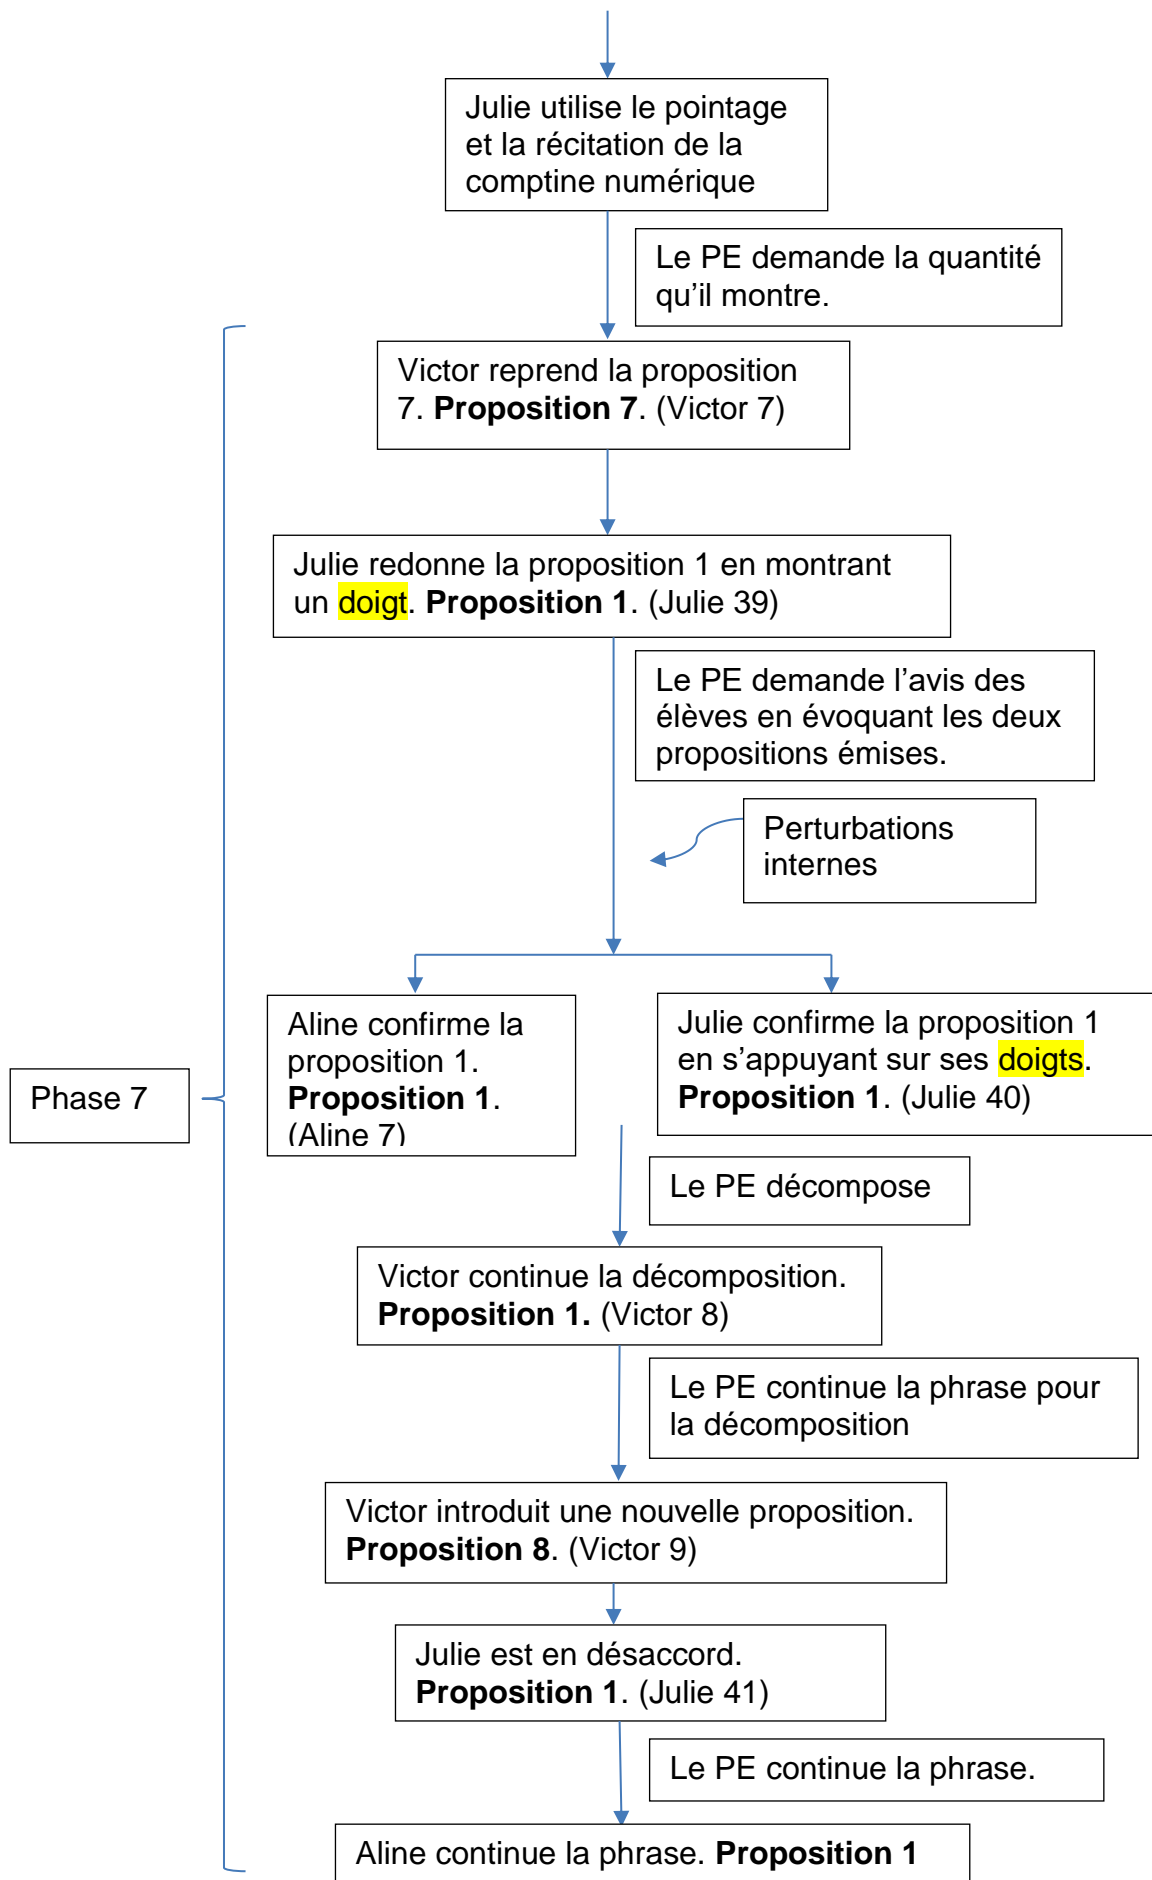 Julie utilise le pointage
et la récitation de la
comptine numérique
Le PE demande la quantité
qu’il montre.
Victor reprend la proposition
7. Proposition 7. (Victor 7)
Julie redonne la proposition 1 en montrant
un doigt. Proposition 1. (Julie 39)
Le PE demande l’avis des
élèves en évoquant les deux
propositions émises.
Perturbations
internes
Aline confirme la
proposition 1.
Proposition 1.
(Aline 7)
Julie confirme la proposition 1
en s’appuyant sur ses doigts.
Proposition 1. (Julie 40)
Phase 7
Le PE décompose
Victor continue la décomposition.
Proposition 1. (Victor 8)
Le PE continue la phrase pour
la décomposition
Victor introduit une nouvelle proposition.
Proposition 8. (Victor 9)
Julie est en désaccord.
Proposition 1. (Julie 41)
Le PE continue la phrase.
Aline continue la phrase. Proposition 1